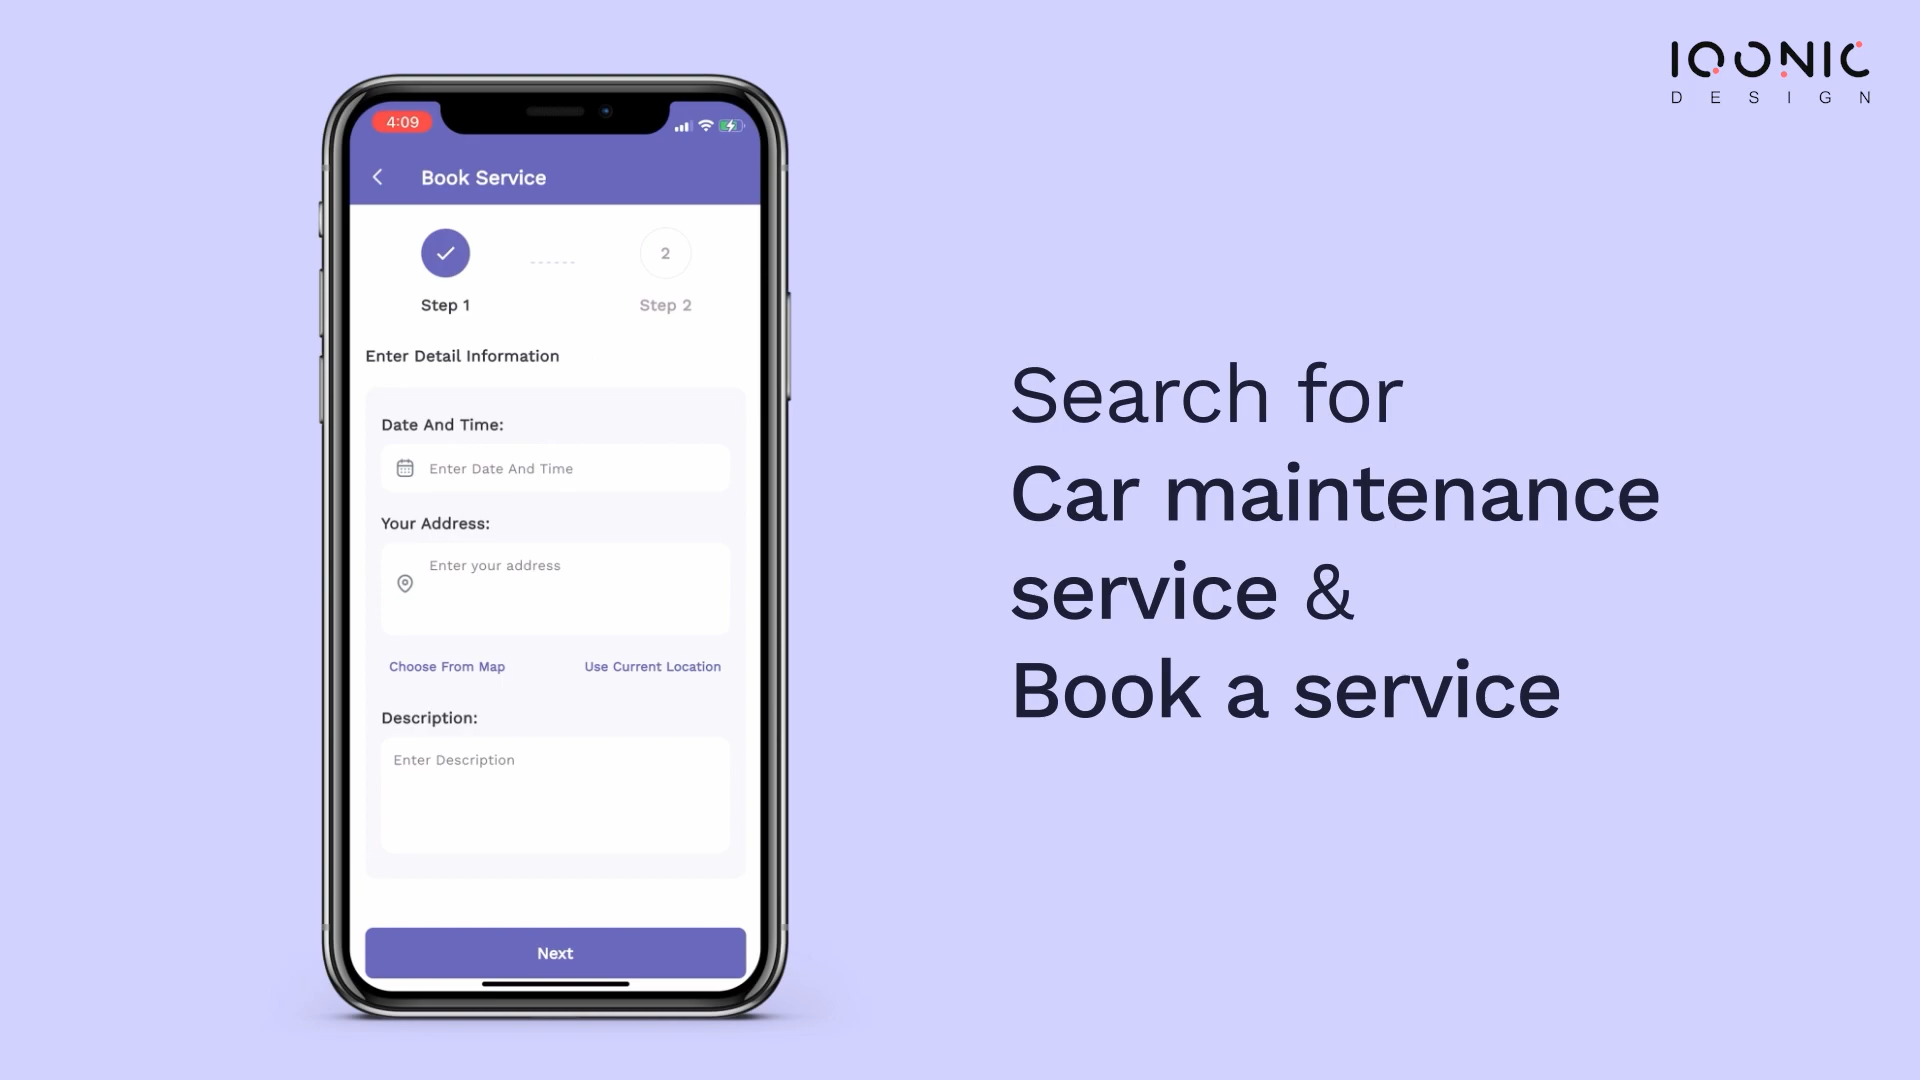 IQONIC
DESIGN
4:09
Book Service
2
Step 1
Step 2
Enter Detail Information
Date And Time:
Enter Date And Time
Your Address:
Enter your address
Choose From Map
Use Current Location
Description:
Enter Description
Next
Search for
Car maintenance
service &
Book a service